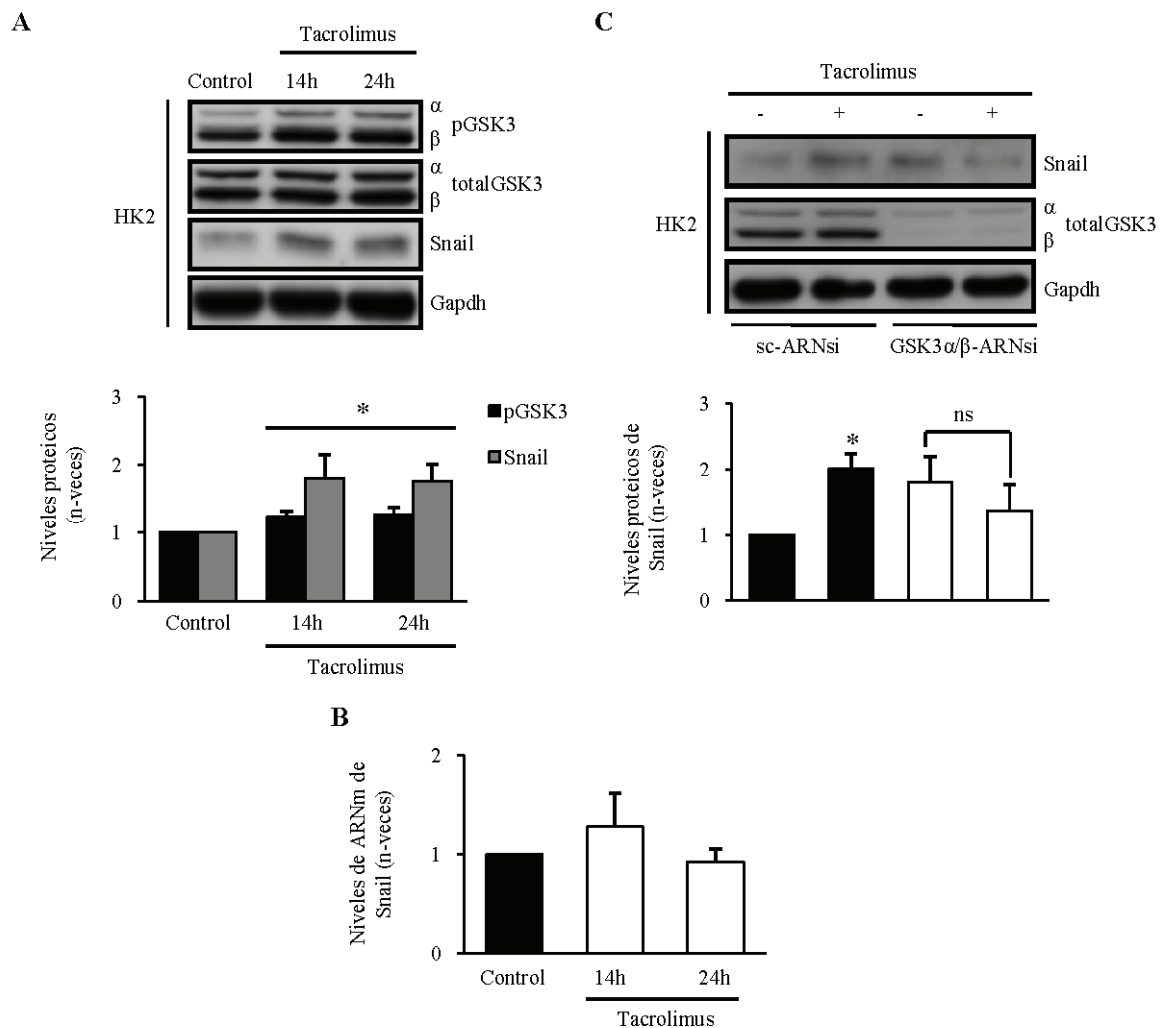 A
Tacrolimus
Control 14h 24h
α
pGSK3
β
α
totalGSK3
β
HK2
Snail
Gapdh
Niveles proteicos
(n-veces)
3
2
1
0
*
pGSK3
Snail
Control 14h 24h
Tacrolimus
C
Tacrolimus
- + - +
Snail
HK2
α
totalGSK3
β
Gapdh
sc-ARNsi GSK3α/β-ARNsi
Niveles proteicos de
Snail (n-veces)
3
2
1
0
*
ns
B
Niveles de ARNm de
Snail (n-veces)
2
1
0
Control 14h 24h
Tacrolimus